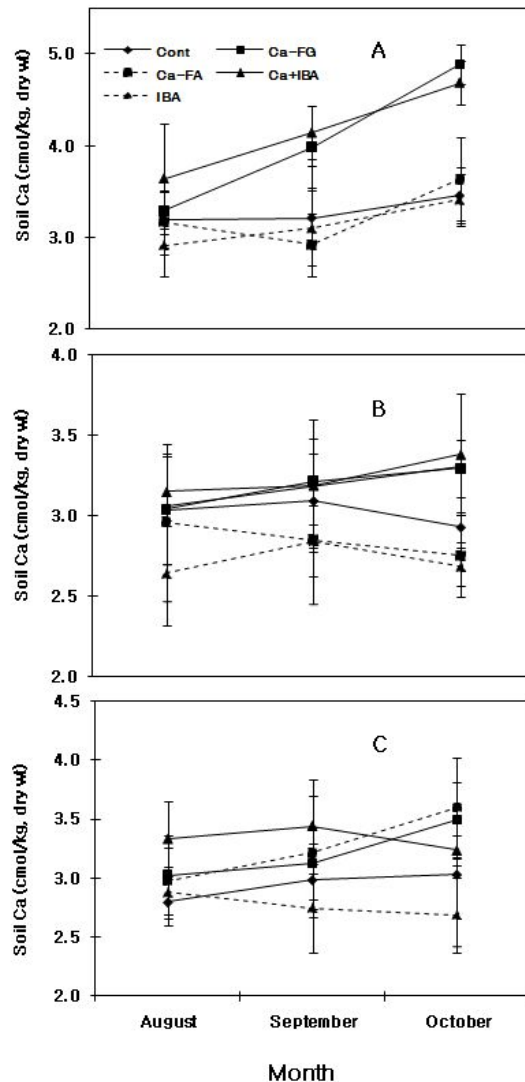 Cont
Ca-FG
A
Ca-FA
Ca+IBA
IBA
5.0
4.0
3.0
2.0
Soil Ca (cmol/kg, dry wt)
B
4.0
3.5
3.0
2.5
2.0
Soil Ca (cmol/kg, dry wt)
C
4.5
4.0
3.5
3.0
2.5
2.0
Soil Ca (cmol/kg, dry wt)
August
September
October
Month